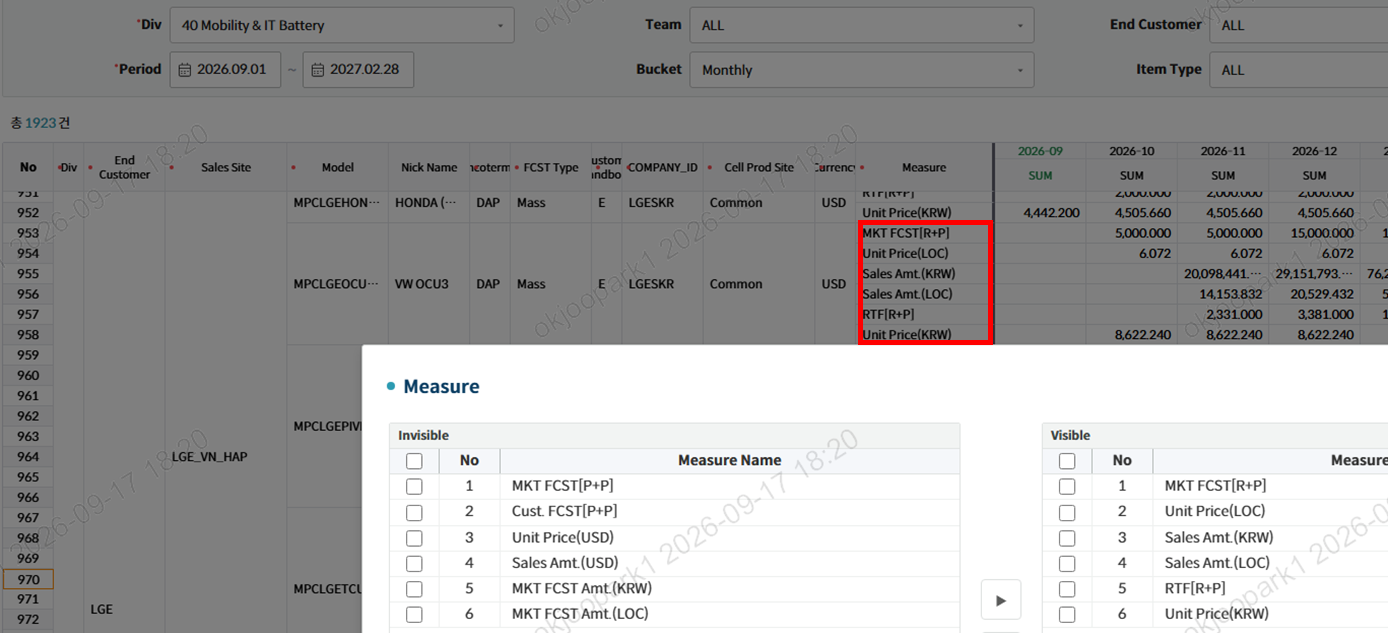 *Div 40 Mobility & IT Battery Team ALL End Customer ALL
*Period 2026.09.01 ~ 2027.02.28 Bucket Monthly Item Type ALL
총 1923 건
No Div End Customer Sales Site Model Nick Name FCST Type COMPANY_ID Cell Prod Site Currency Measure 2026-09 2026-10 2026-11 2026-12
SUM SUM SUM SUM
951 RTF[R+P] 2,000.000 2,000.000 2,000.000
952 MPCLGEHON··· HONDA (··· DAP Mass E LGESKR Common USD Unit Price(KRW) 4,442.200 4,505.660 4,505.660 4,505.660
953 MKT FCST[R+P] 5,000.000 5,000.000 15,000.000
954 Unit Price(LOC) 6.072 6.072 6.072
955 Sales Amt.(KRW) 20,098,441.··· 29,151,793.··· 76,2
956 MPCLGEOCU··· VW OCU3 DAP Mass E LGESKR Common USD Sales Amt.(LOC) 14,153.832 20,529.432
957 RTF[R+P] 2,331.000 3,381.000
958 Unit Price(KRW) 8,622.240 8,622.240 8,622.240
959
960
961
962
963 MPCLGEPIV
964 LGE_VN_HAP
965
966
967
968
969
970
971 MPCLGETCU
972 LGE
Measure
Invisible
No Measure Name
1 MKT FCST[P+P]
2 Cust. FCST[P+P]
3 Unit Price(USD)
4 Sales Amt.(USD)
5 MKT FCST Amt.(KRW)
6 MKT FCST Amt.(LOC)
Visible
No Measure
1 MKT FCST[R+P]
2 Unit Price(LOC)
3 Sales Amt.(KRW)
4 Sales Amt.(LOC)
5 RTF[R+P]
6 Unit Price(KRW)
okjoopark1 2026-09-17 18:20